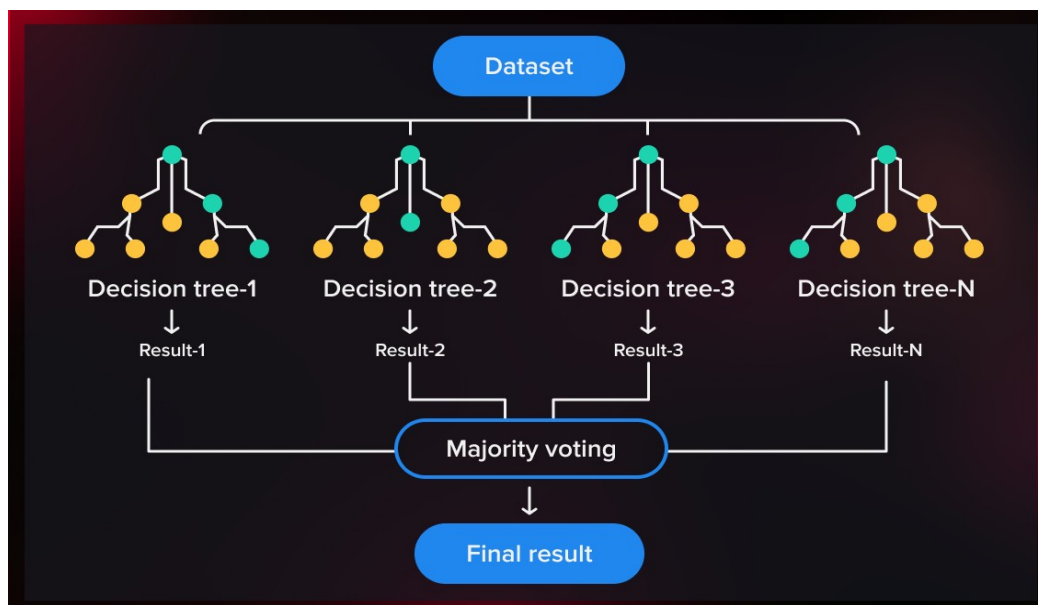 Dataset
Decision tree-1
Decision tree-2
Decision tree-3
Decision tree-N
Result-1
Result-2
Result-3
Result-N
Majority voting
Final result